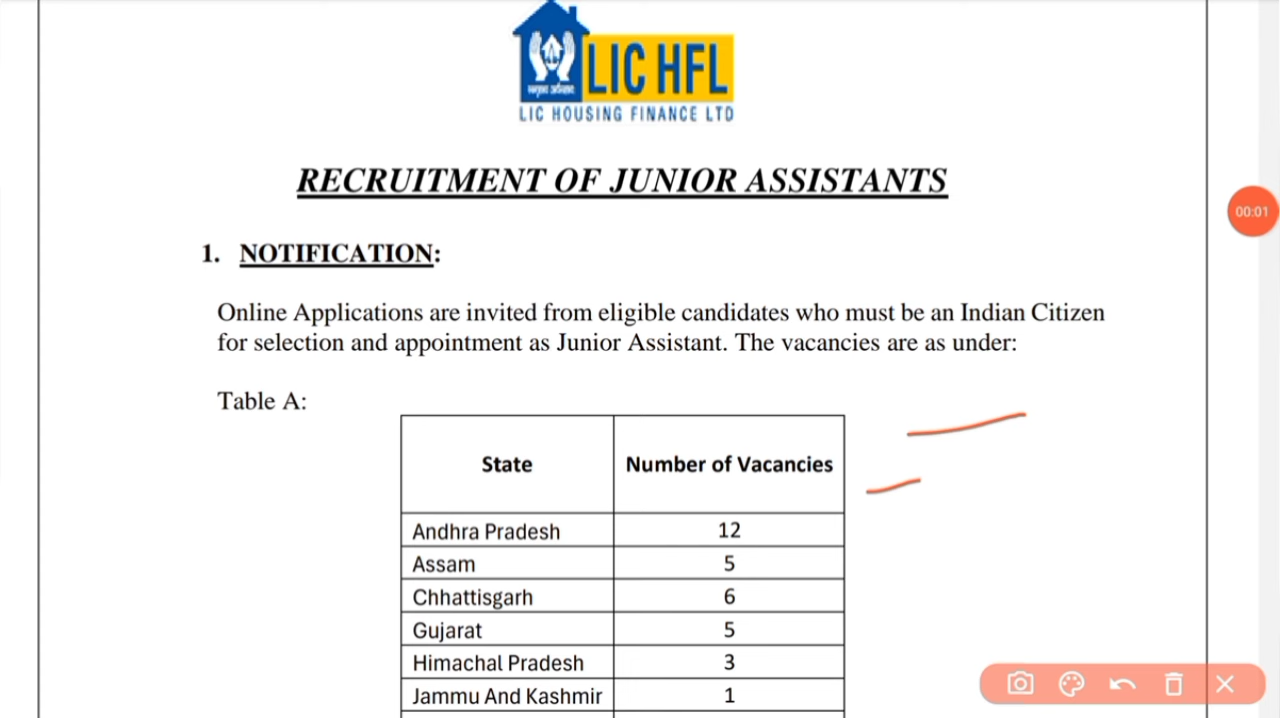 LIC HFL
LIC HOUSING FINANCE LTD
RECRUITMENT OF JUNIOR ASSISTANTS
1. NOTIFICATION:
00:01
Online Applications are invited from eligible candidates who must be an Indian Citizen
for selection and appointment as Junior Assistant. The vacancies are as under:
Table A:
State Number of Vacancies
Andhra Pradesh 12
Assam 5
Chhattisgarh 6
Gujarat 5
Himachal Pradesh 3
Jammu And Kashmir 1